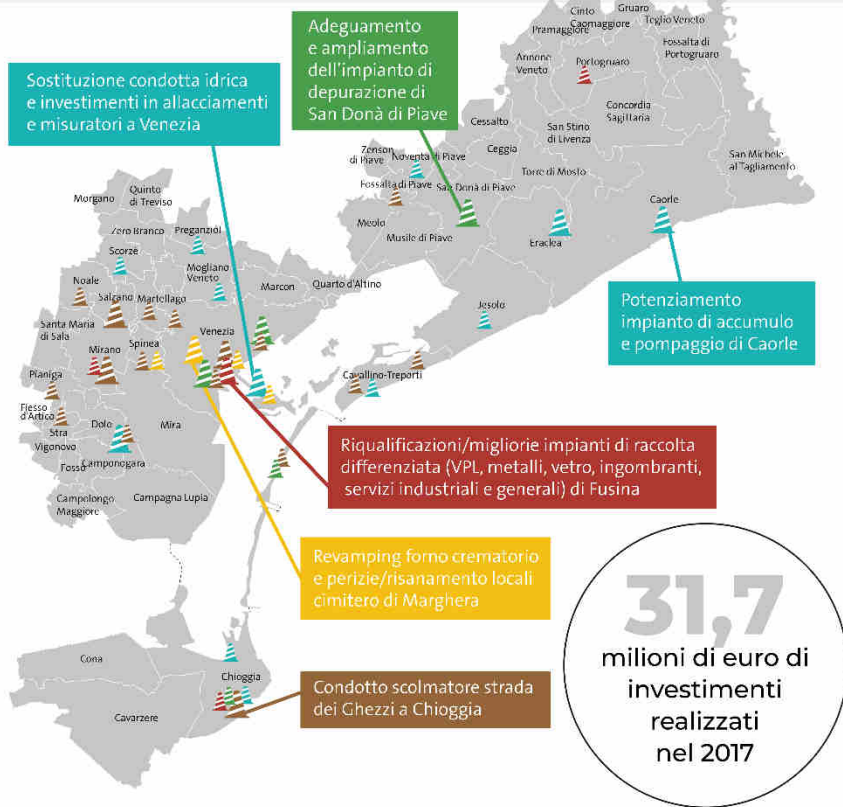 Adeguamento
e ampliamento
dell'impianto di
depurazione di
San Donà di Piave
Sostituzione condotta idrica
e investimenti in allacciamenti
e misuratori a Venezia
Cinto
Caomaggiore
Gruaro
Teglio Veneto
Pramaggiore
Fossalta di
Portogruaro
Annone
Veneto
Portogruaro
Concordia
Sagittaria
Cessalto
San Stino
di Livenza
Zenson
di Piave
Noventa di Piave
Ceggia
San Michele
al Tagliamento
Torre di Mosto
Fossalta di Piave
San Donà di Piave
Caorle
Meolo
Musile di Piave
Eraclea
Morgano
Quinto
di Treviso
Zero Branco
Preganziol
Scorzè
Mogliano
Veneto
Marcon
Quarto d'Altino
Noale
Salzano
Martellago
Jesolo
Potenziamento
impianto di accumulo
e pompaggio di Caorle
Santa Maria
di Sala
Venezia
Spinea
Mirano
Pianiga
Cavallino-Treporti
Fiesso
d'Artico
Stra
Dolo
Mira
Vigonovo
Fossò
Camponogara
Riqualificazioni/migliorie impianti di raccolta
differenziata (VPL, metalli, vetro, ingombranti,
servizi industriali e generali) di Fusina
Campolongo
Maggiore
Campagna Lupia
Revamping forno crematorio
e perizie/risanamento locali
cimitero di Marghera
31,7
milioni di euro di
investimenti
realizzati
nel 2017
Cona
Chioggia
Condotto scolmatore strada
dei Ghezzi a Chioggia
Cavarzere